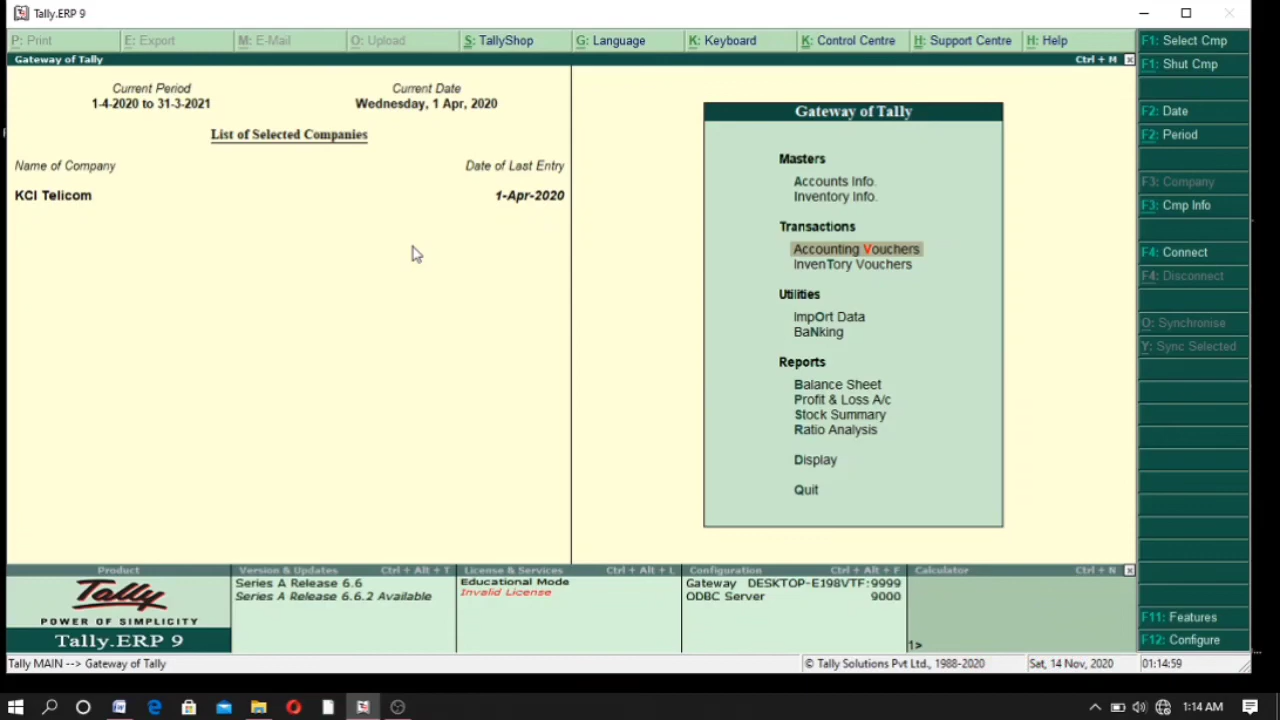 Tally.ERP 9
P: Print E: Export M: E-Mail O: Upload S: TallyShop G: Language K: Keyboard K: Control Centre H: Support Centre H: Help
Gateway of Tally Ctrl + M
Current Period Current Date
1-4-2020 to 31-3-2021 Wednesday, 1 Apr, 2020
List of Selected Companies
Name of Company Date of Last Entry
KCI Telicom 1-Apr-2020
Gateway of Tally
Masters
Accounts Info.
Inventory Info.
Transactions
Accounting Vouchers
InvenTory Vouchers
Utilities
ImpOrt Data
BaNking
Reports
Balance Sheet
Profit & Loss A/c
Stock Summary
Ratio Analysis
Display
Quit
F1: Select Cmp
F1: Shut Cmp
F2: Date
F2: Period
F3: Company
F3: Cmp Info
F4: Connect
F4: Disconnect
O: Synchronise
Y: Sync Selected
F11: Features
F12: Configure
Product
Tally
POWER OF SIMPLICITY
Tally.ERP 9
Version & Updates Ctrl + Alt + T
Series A Release 6.6
Series A Release 6.6.2 Available
License & Services Ctrl + Alt + L
Educational Mode
Invalid License
Configuration Ctrl + Alt + F
Gateway DESKTOP-E198VTF:9999
ODBC Server 9000
Calculator Ctrl + N
1>
Tally MAIN --> Gateway of Tally © Tally Solutions Pvt Ltd., 1988-2020 Sat, 14 Nov, 2020 01:14:59
1:14 AM